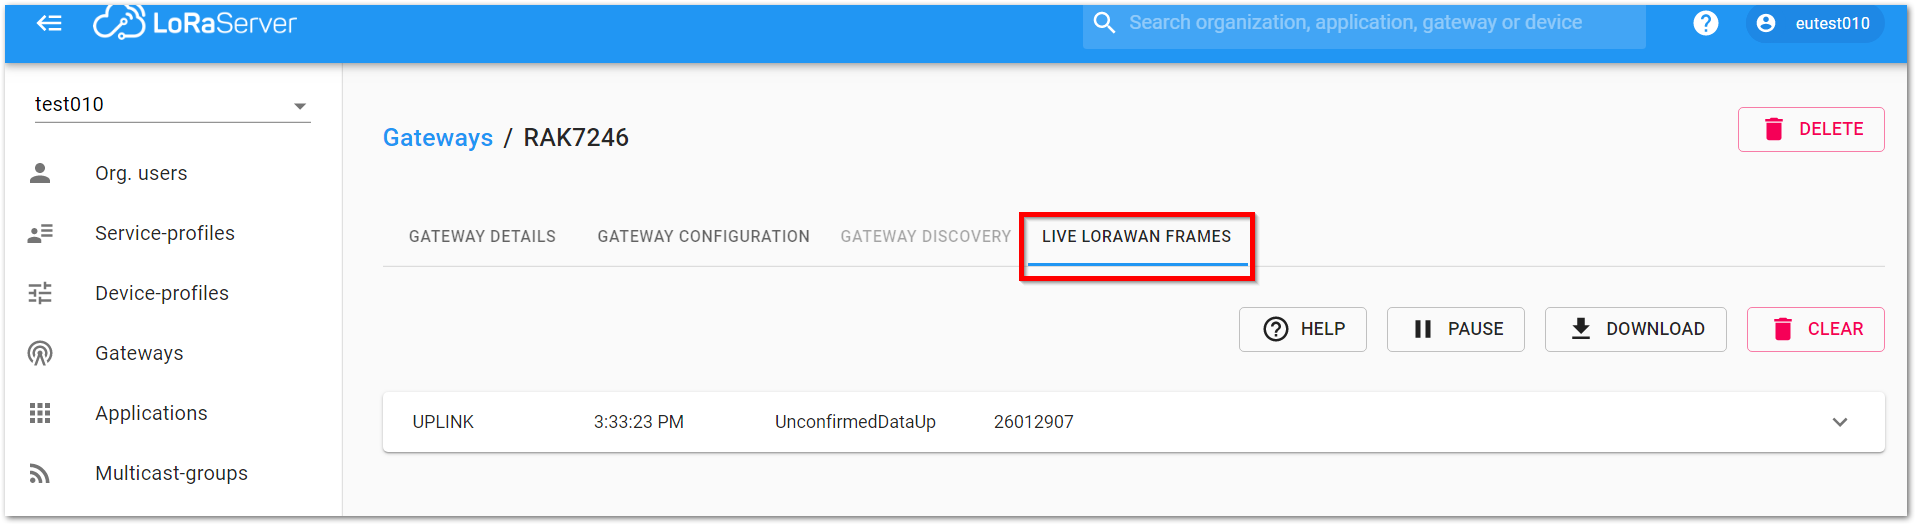 LoRaServer
Search organization, application, gateway or device
eutest010
test010
Org. users
Service-profiles
Device-profiles
Gateways
Applications
Multicast-groups
Gateways / RAK7246
DELETE
GATEWAY DETAILS
GATEWAY CONFIGURATION
GATEWAY DISCOVERY
LIVE LORAWAN FRAMES
HELP
PAUSE
DOWNLOAD
CLEAR
UPLINK 3:33:23 PM UnconfirmedDataUp 26012907